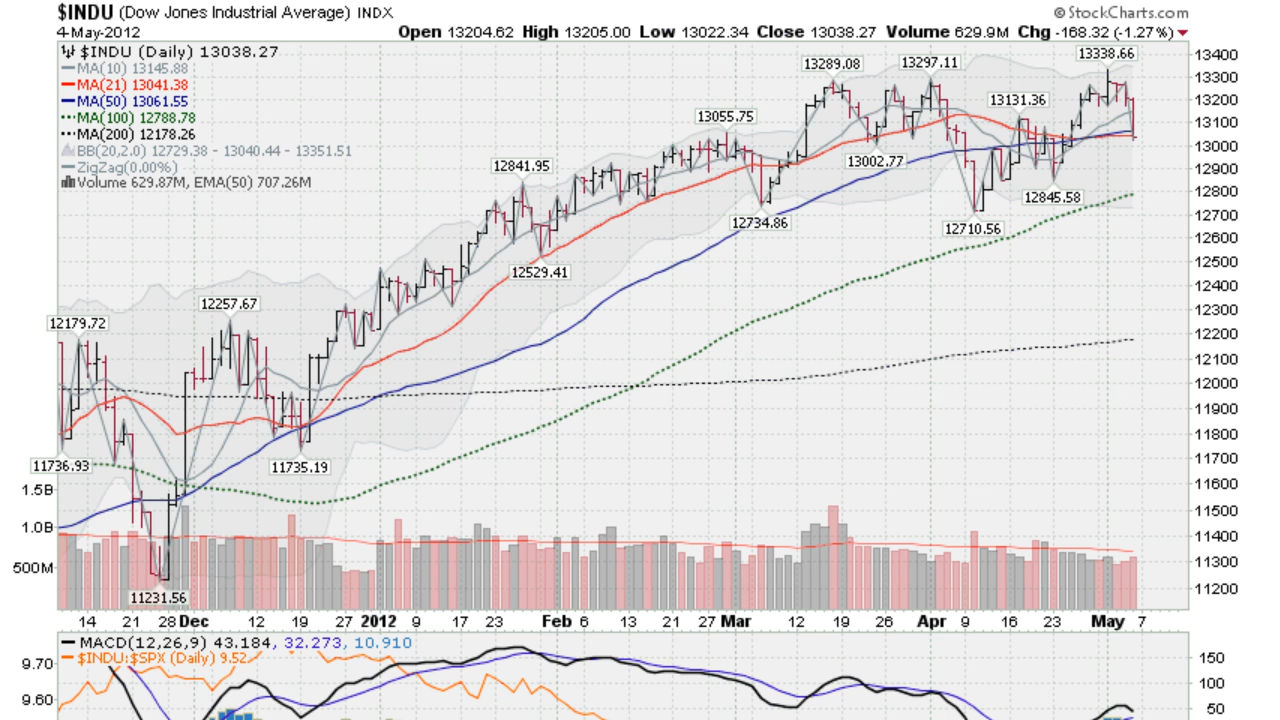 $INDU (Dow Jones Industrial Average) INDX
© StockCharts.com
4-May-2012
Open 13204.62 High 13205.00 Low 13022.34 Close 13038.27 Volume 629.9M Chg -168.32 (-1.27%)
$INDU (Daily) 13038.27
MA(10) 13145.88
MA(21) 13041.38
MA(50) 13061.55
MA(100) 12788.78
MA(200) 12178.26
BB(20,2.0) 12729.38 - 13040.44 - 13351.51
ZigZag(0.00%)
Volume 629.87M, EMA(50) 707.26M
13338.66
13289.08
13297.11
13131.36
13055.75
13002.77
12841.95
12845.58
12734.86
12710.56
12529.41
12257.67
12179.72
11736.93
11735.19
11231.56
13400
13300
13200
13100
13000
12900
12800
12700
12600
12500
12400
12300
12200
12100
12000
11900
11800
11700
11600
11500
11400
11300
11200
1.5B
1.0B
500M
14 21 28 Dec 12 19 27 2012 9 17 23 Feb 6 13 21 27 Mar 12 19 26 Apr 9 16 23 May 7
MACD(12,26,9) 43.184, 32.273, 10.910
$INDU:$SPX (Daily) 9.52
9.70
9.60
150
100
50